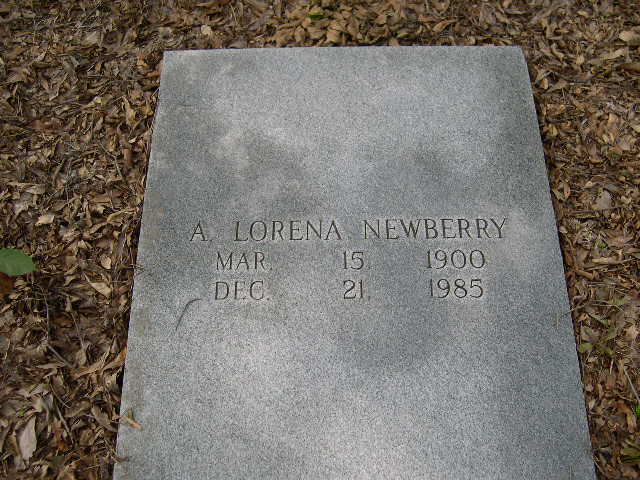 A. LORENA NEWBERRY
MAR. 15. 1900
DEC. 21. 1985